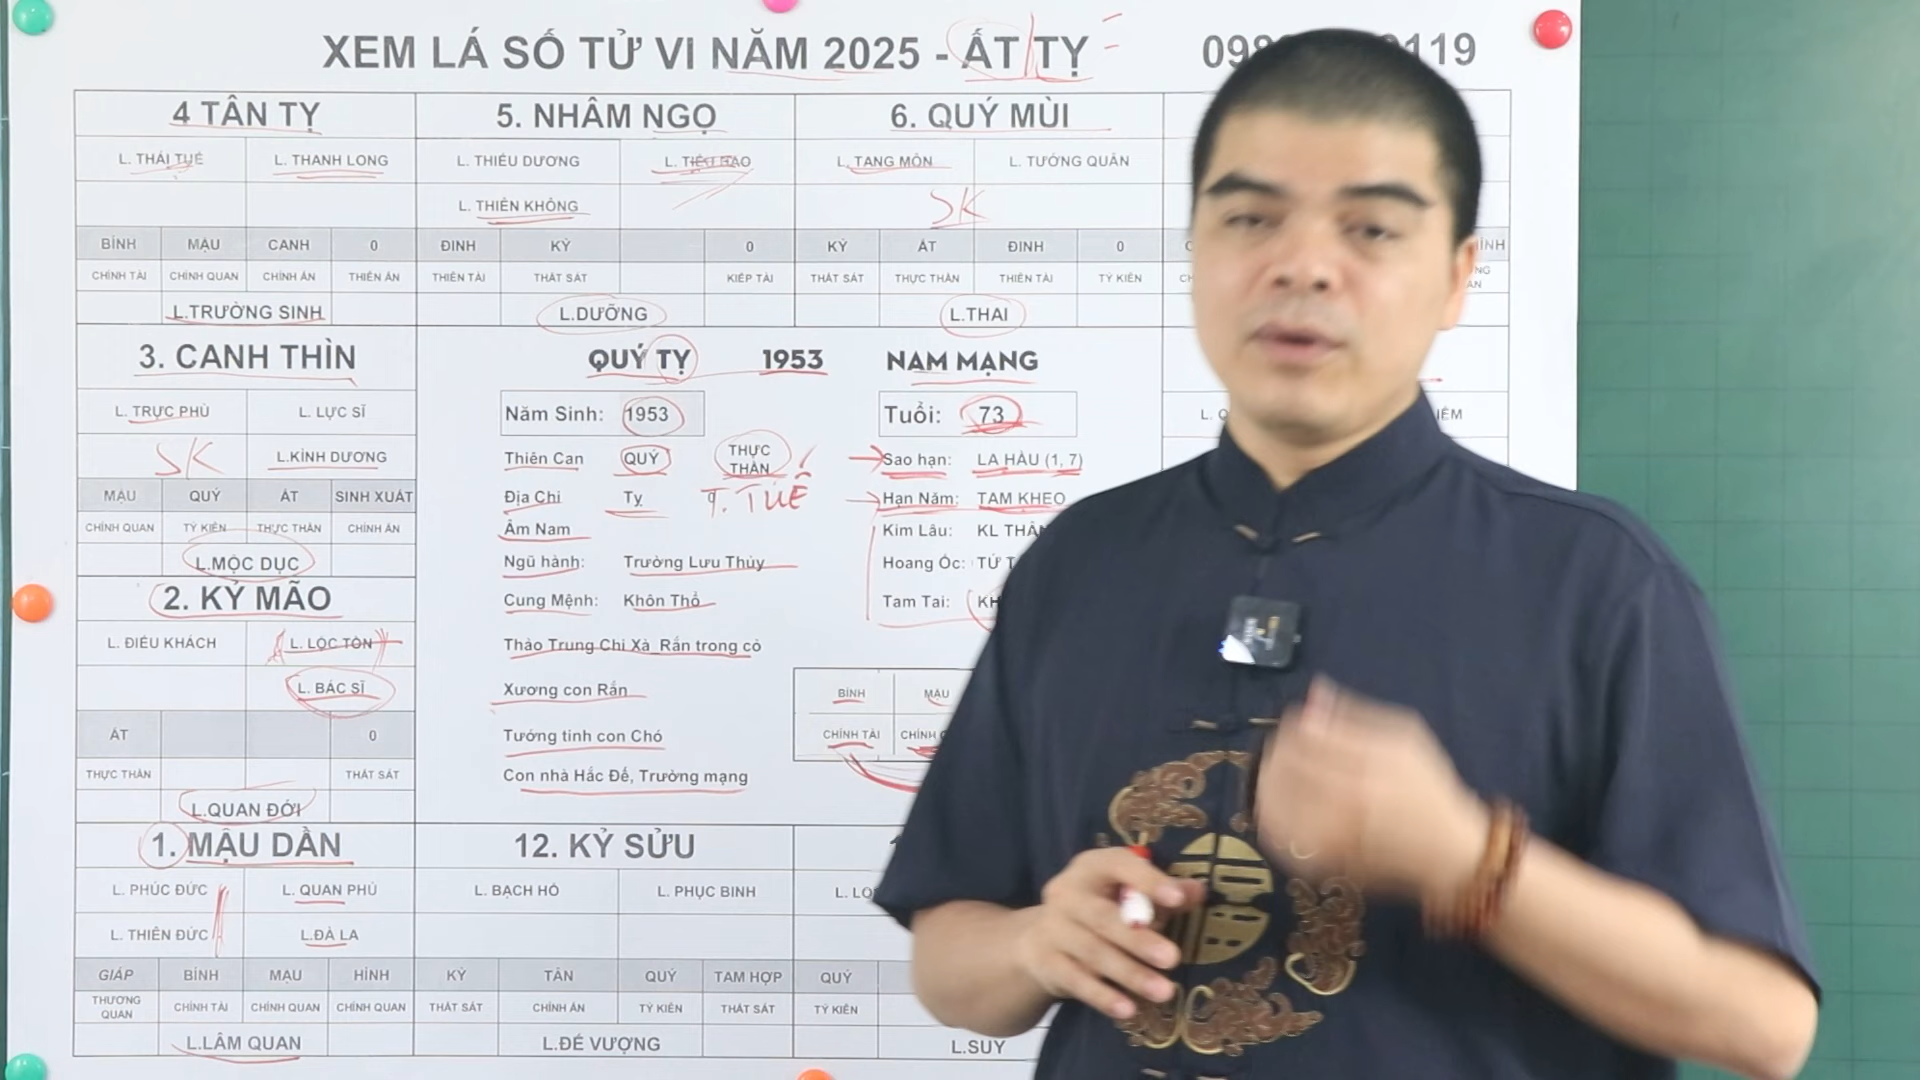 XEM LÁ SỐ TỬ VI NĂM 2025 - ẤT TỴ
119
4 TÂN TỴ
5. NHÂM NGỌ
6. QUÝ MÙI
L. THÁI TUẾ
L. THANH LONG
L. THIẾU DƯƠNG
L. TIỂU HAO
L. TANG MÔN
L. TƯỚNG QUÂN
L. THIÊN KHÔNG
SK
BÍNH MẬU CANH 0
ĐINH KỶ 0
KỶ ẤT ĐINH 0
CHÍNH TÀI CHÍNH QUAN CHÍNH ẤN THIÊN ẤN
THIÊN TÀI THẤT SÁT KIẾP TÀI
THẤT SÁT THỰC THẦN THIÊN TÀI TỶ KIÊN
L.TRƯỜNG SINH
L.DƯỠNG
L.THAI
3. CANH THÌN
L. TRỰC PHÙ
L. LỰC SĨ
SK
L.KÌNH DƯƠNG
MẬU QUÝ ẤT SINH XUẤT
CHÍNH QUAN TỶ KIÊN THỰC THẦN CHÍNH ẤN
L.MỘC DỤC
2. KỶ MÃO
L. ĐIẾU KHÁCH
L. LỘC TỒN
L. BÁC SĨ
ẤT 0
THỰC THẦN THẤT SÁT
L.QUAN ĐỚI
QUÝ TỴ 1953 NAM MẠNG
Năm Sinh: 1953
Tuổi: 73
Thiên Can QUÝ THỰC THẦN
Sao hạn: LA HẦU (1, 7)
Địa Chi Tỵ T. TUẾ
Hạn Năm: TAM KHEO
Âm Nam
Kim Lâu: KL THÂN
Ngũ hành: Trường Lưu Thủy
Hoang Ốc: TỨ
Cung Mệnh: Khôn Thổ
Tam Tai:
Thảo Trung Chi Xà_Rắn trong cỏ
Xương con Rắn
Tướng tinh con Chó
Con nhà Hắc Đế, Trường mạng
BÍNH MẬU
CHÍNH TÀI CHÍNH
1. MẬU DẦN
12. KỶ SỬU
L. PHÚC ĐỨC
L. QUAN PHỦ
L. BẠCH HỔ
L. PHỤC BINH
L. THIÊN ĐỨC
L.ĐÀ LA
GIÁP BÍNH MẬU HÌNH
KỶ TÂN QUÝ TAM HỢP
QUÝ
THƯƠNG QUAN CHÍNH TÀI CHÍNH QUAN CHÍNH QUAN
THẤT SÁT CHÍNH ẤN TỶ KIÊN THẤT SÁT
TỶ KIÊN
L.LÂM QUAN
L.ĐẾ VƯỢNG
L.SUY